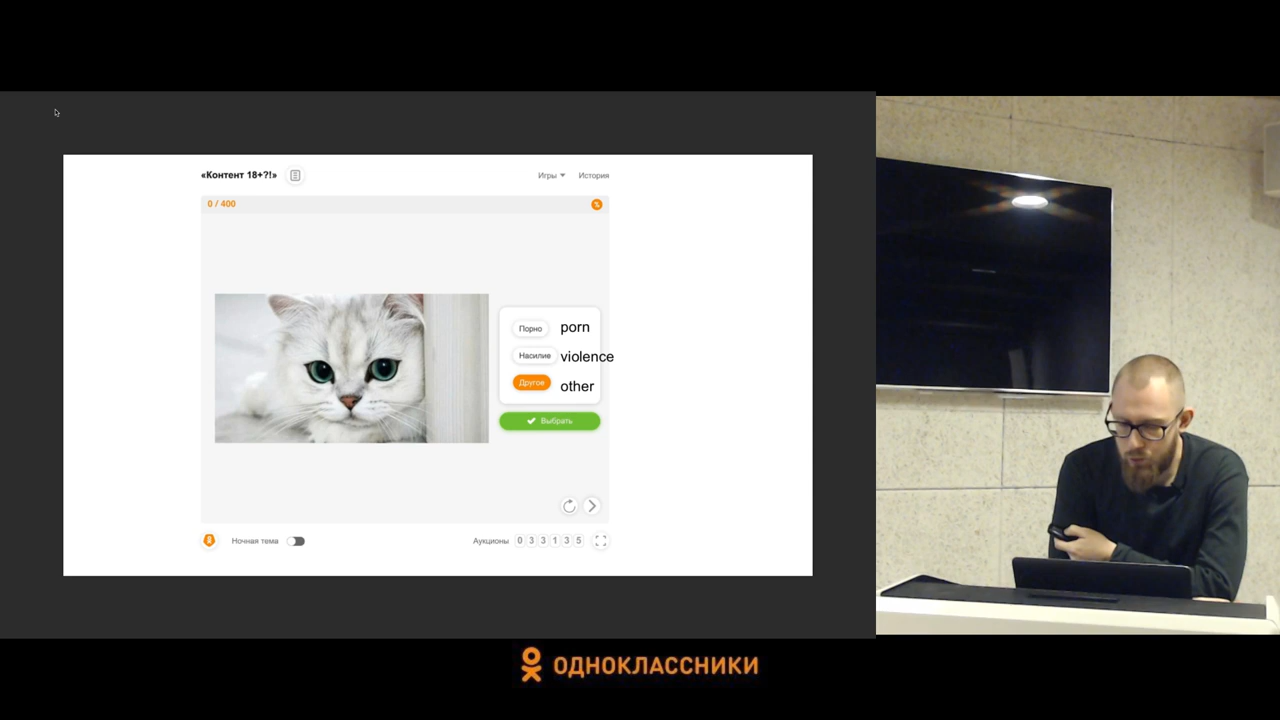 «Контент 18+?!»
Игры История
0 / 400
Порно porn
Насилие violence
Другое other
Выбрать
Ночная тема
Аукционы 0 3 3 1 3 5
ОДНОКЛАССНИКИ